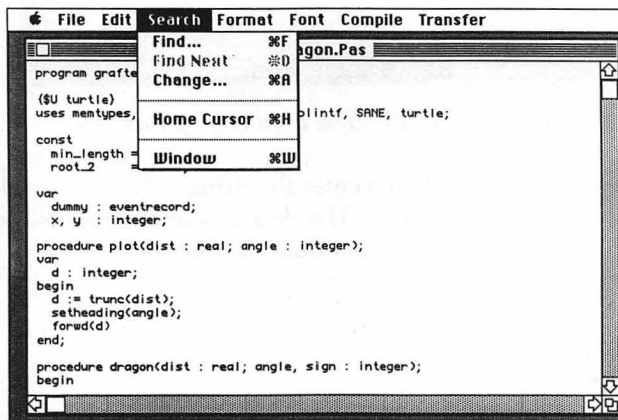 File Edit Search Format Font Compile Transfer
Find... ⌘F
Find Next ⌘D
Change... ⌘A
Home Cursor ⌘H
Window ⌘W
agon.Pas
program grafte
{$U turtle}
uses memtypes, plintf, SANE, turtle;
const
min_length =
root_2 =
var
dummy : eventrecord;
x, y : integer;
procedure plot(dist : real; angle : integer);
var
d : integer;
begin
d := trunc(dist);
setheading(angle);
forwd(d)
end;
procedure dragon(dist : real; angle, sign : integer);
begin